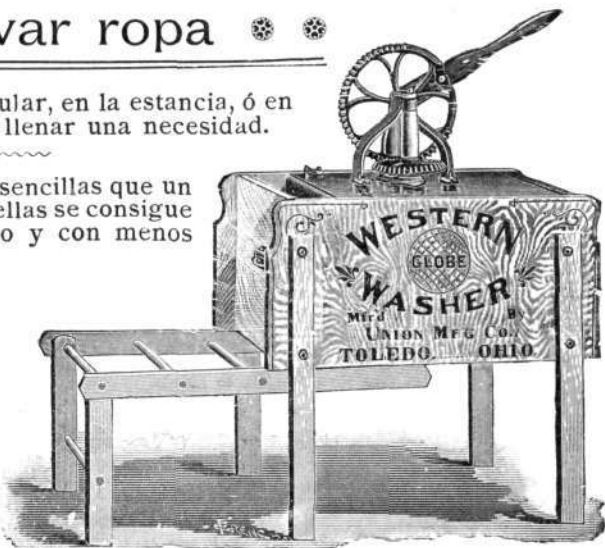 var ropa
ular, en la estancia, ó en
llenar una necesidad.
sencillas que un
ellas se consigue
o y con menos
WESTERN
GLOBE
WASHER
Mfrd By
UNION MFG CO.,
TOLEDO. OHIO.